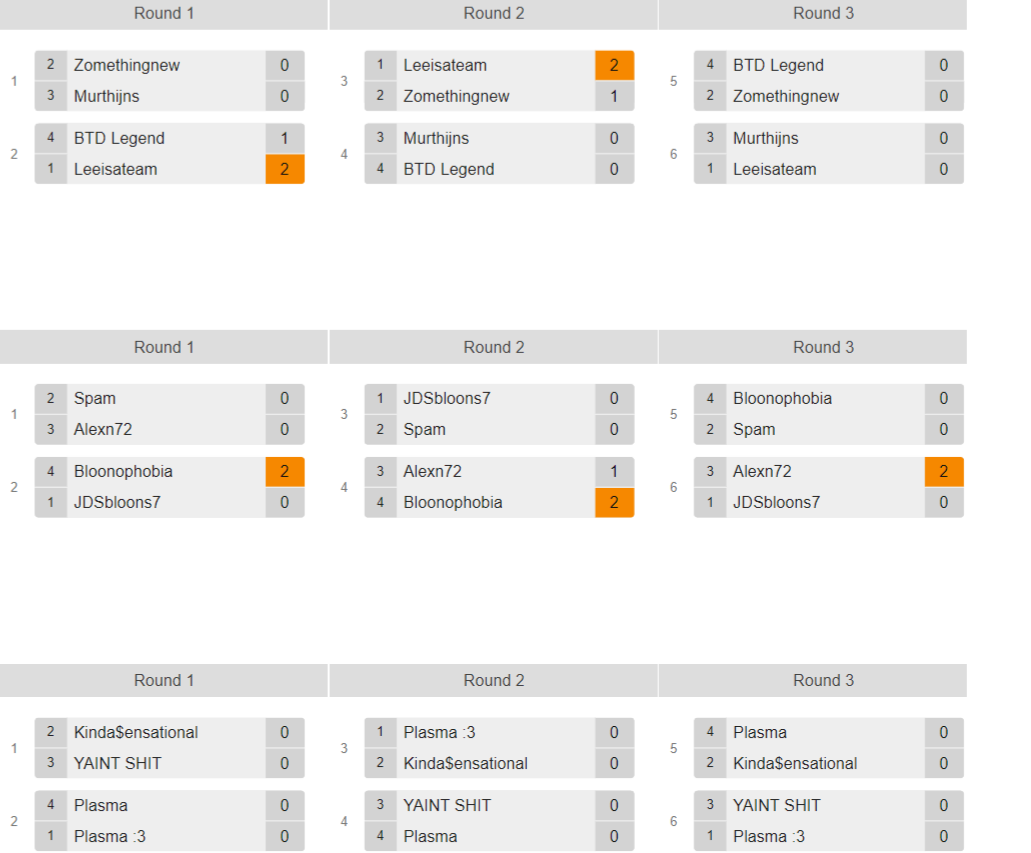 Round 1 Round 2 Round 3
2 Zomethingnew 0 1 Leeisateam 2 4 BTD Legend 0
1 3 5
3 Murthijns 0 2 Zomethingnew 1 2 Zomethingnew 0
4 BTD Legend 1 3 Murthijns 0 3 Murthijns 0
2 4 6
1 Leeisateam 2 4 BTD Legend 0 1 Leeisateam 0
Round 1 Round 2 Round 3
2 Spam 0 1 JDSbloons7 0 4 Bloonophobia 0
1 3 5
3 Alexn72 0 2 Spam 0 2 Spam 0
4 Bloonophobia 2 3 Alexn72 1 3 Alexn72 2
2 4 6
1 JDSbloons7 0 4 Bloonophobia 2 1 JDSbloons7 0
Round 1 Round 2 Round 3
2 Kinda$ensational 0 1 Plasma :3 0 4 Plasma 0
1 3 5
3 YAINT SHIT 0 2 Kinda$ensational 0 2 Kinda$ensational 0
4 Plasma 0 3 YAINT SHIT 0 3 YAINT SHIT 0
2 4 6
1 Plasma :3 0 4 Plasma 0 1 Plasma :3 0